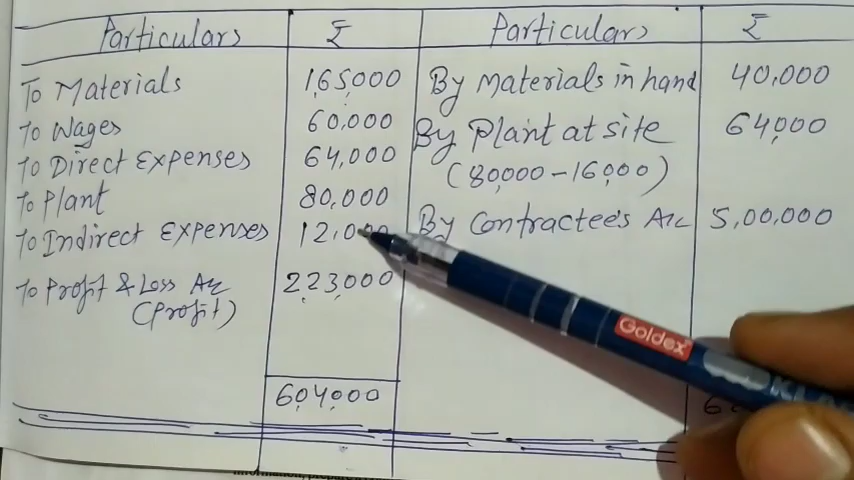 Particulars ₹ Particulars ₹
To Materials 1,65,000 By Materials in hand 40,000
To Wages 60,000 By Plant at site 64,000
To Direct Expenses 64,000 (80,000-16,000)
To Plant 80,000
To Indirect Expenses 12,000 By Contractee's A/c 5,00,000
To Profit & Loss A/c 2,23,000
(Profit)
6,04,000
Goldex